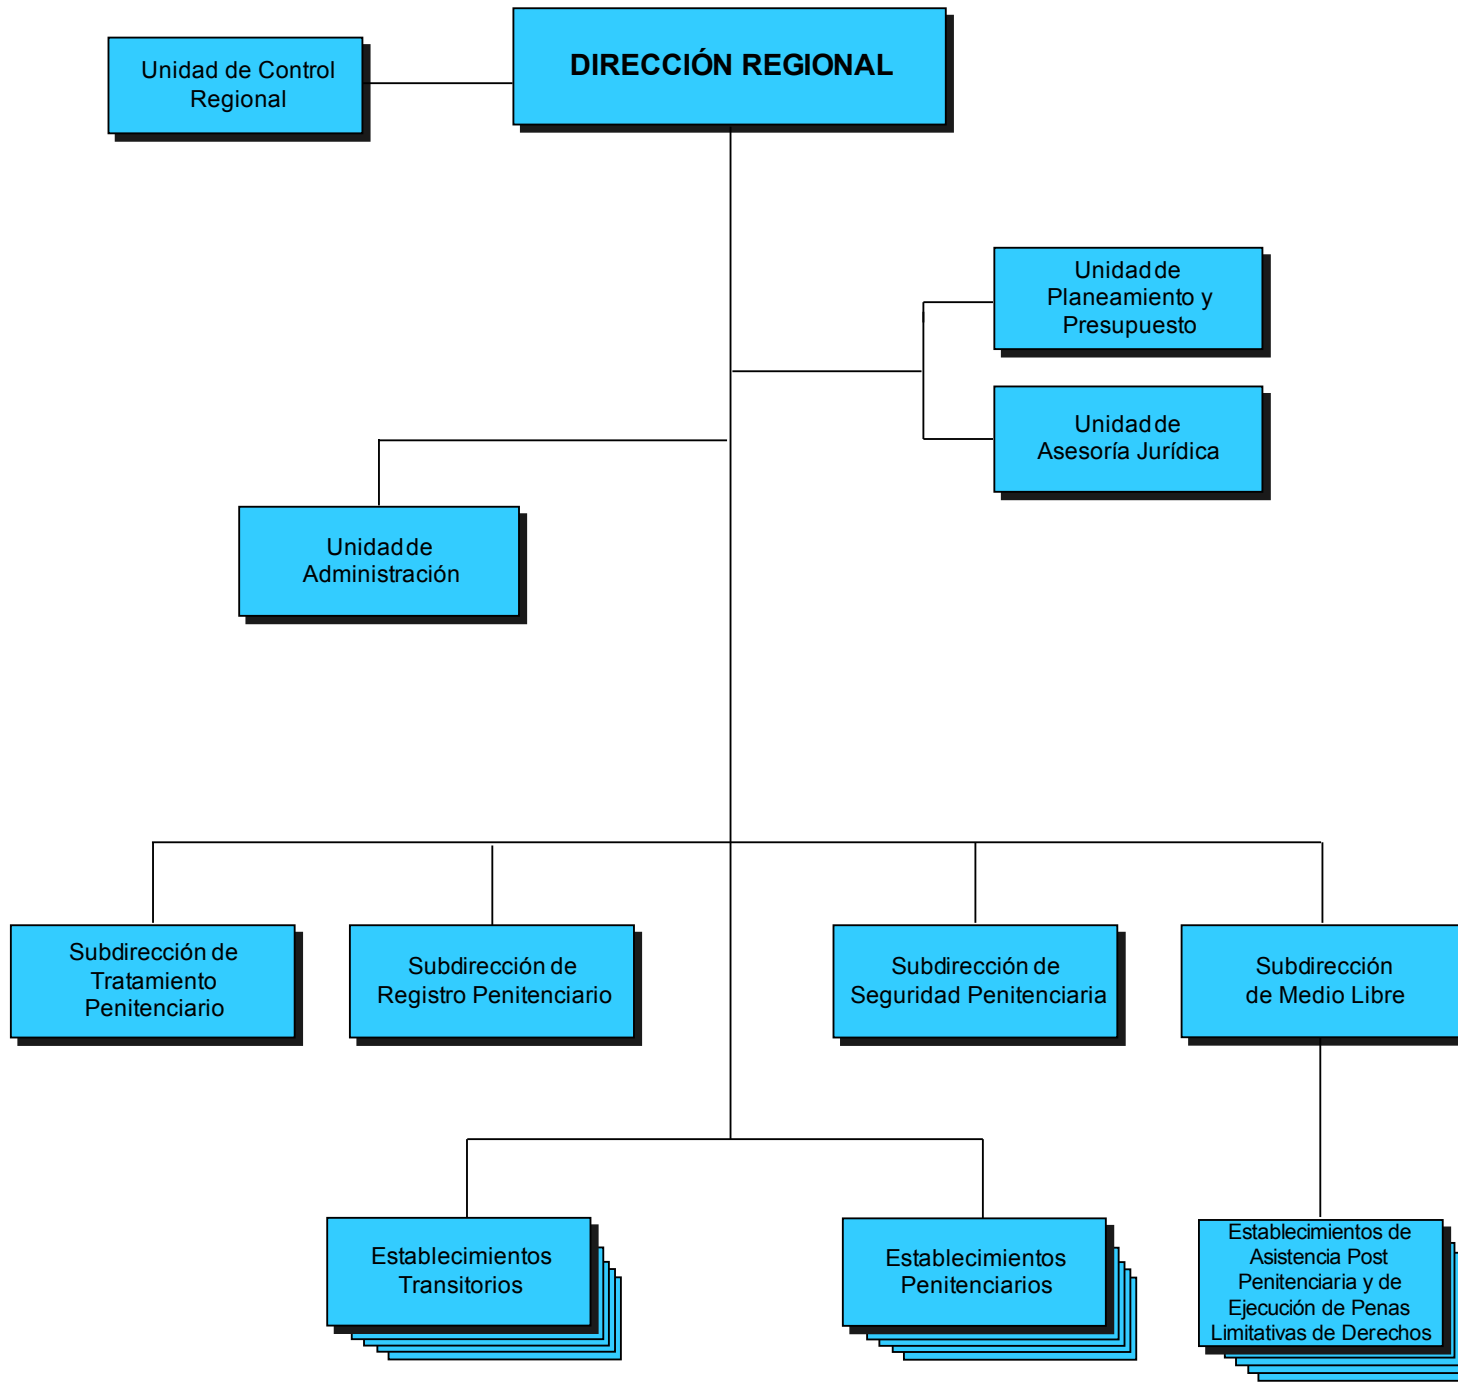 Unidad de Control
Regional
DIRECCIÓN REGIONAL
Unidad de
Planeamiento y
Presupuesto
Unidad de
Asesoría Jurídica
Unidad de
Administración
Subdirección de
Tratamiento
Penitenciario
Subdirección de
Registro Penitenciario
Subdirección de
Seguridad Penitenciaria
Subdirección
de Medio Libre
Establecimientos
Transitorios
Establecimientos
Penitenciarios
Establecimientos de
Asistencia Post
Penitenciaria y de
Ejecución de Penas
Limitativas de Derechos